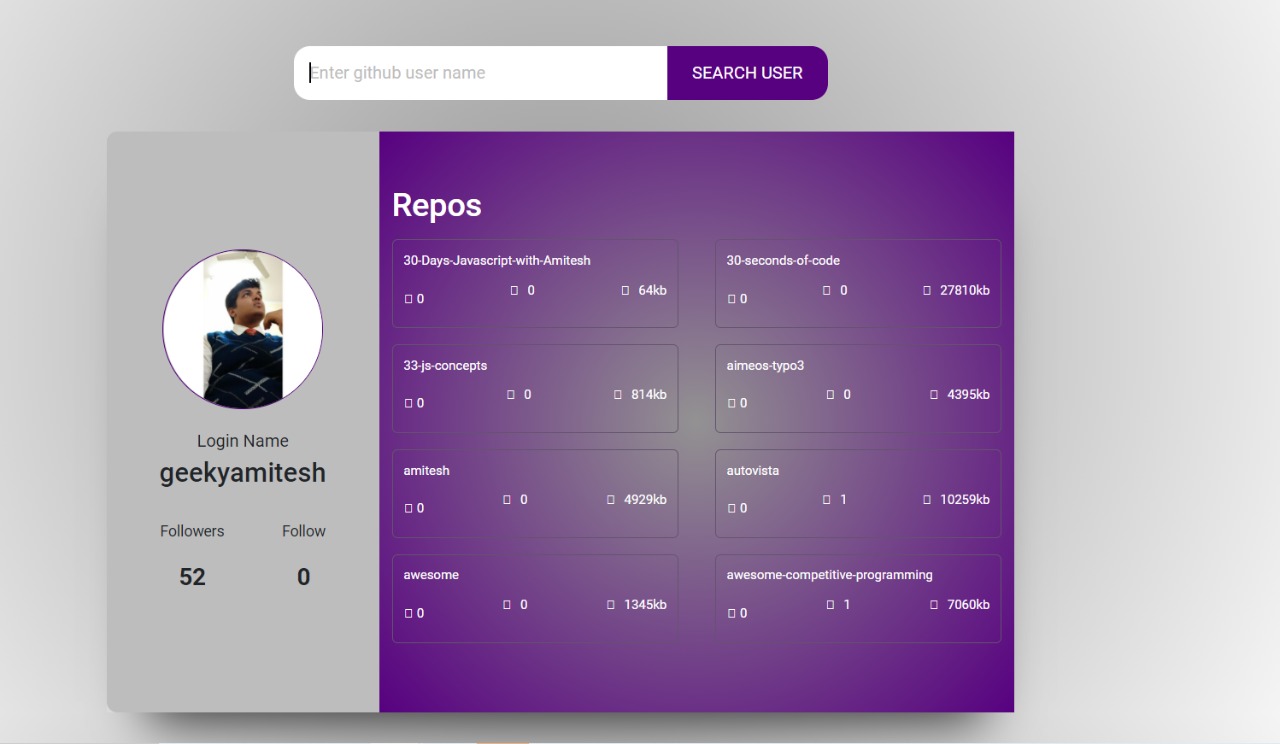 Enter github user name
SEARCH USER
Repos
30-Days-Javascript-with-Amitesh
0 0 64kb
30-seconds-of-code
0 0 27810kb
33-js-concepts
0 0 814kb
aimeos-typo3
0 0 4395kb
amitesh
0 0 4929kb
autovista
0 1 10259kb
awesome
0 0 1345kb
awesome-competitive-programming
0 1 7060kb
Login Name
geekyamitesh
Followers Follow
52 0